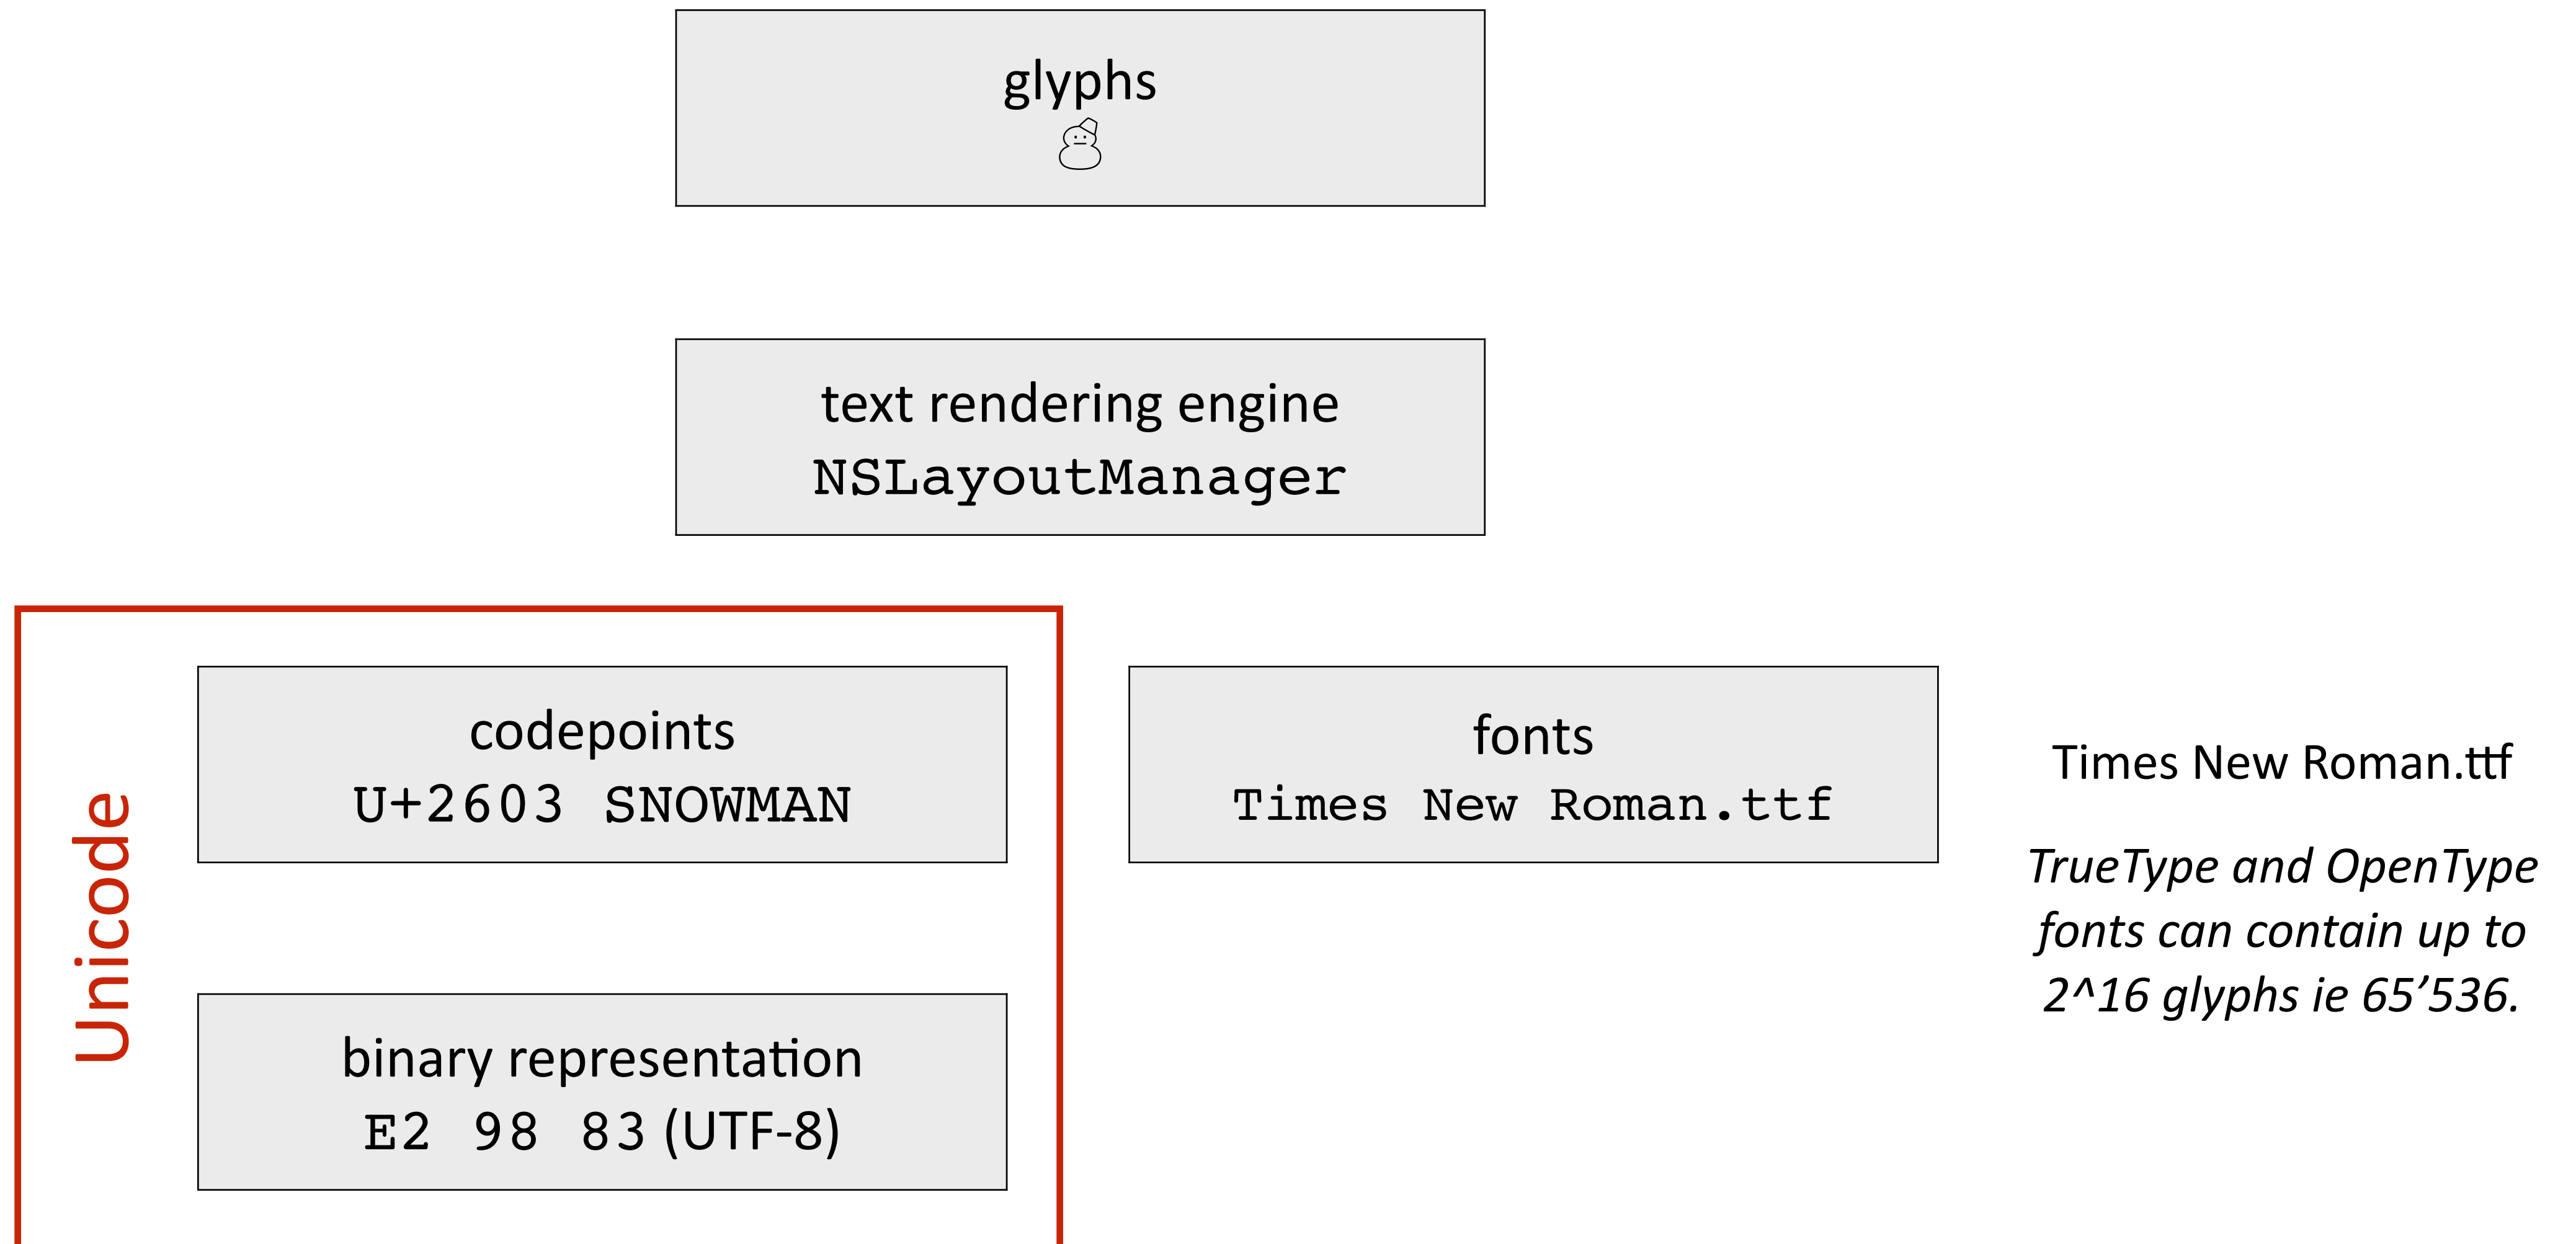 glyphs
☃
text rendering engine
NSLayoutManager
Unicode
codepoints
U+2603 SNOWMAN
binary representation
E2 98 83 (UTF-8)
fonts
Times New Roman.ttf
Times New Roman.ttf
TrueType and OpenType
fonts can contain up to
2^16 glyphs ie 65’536.